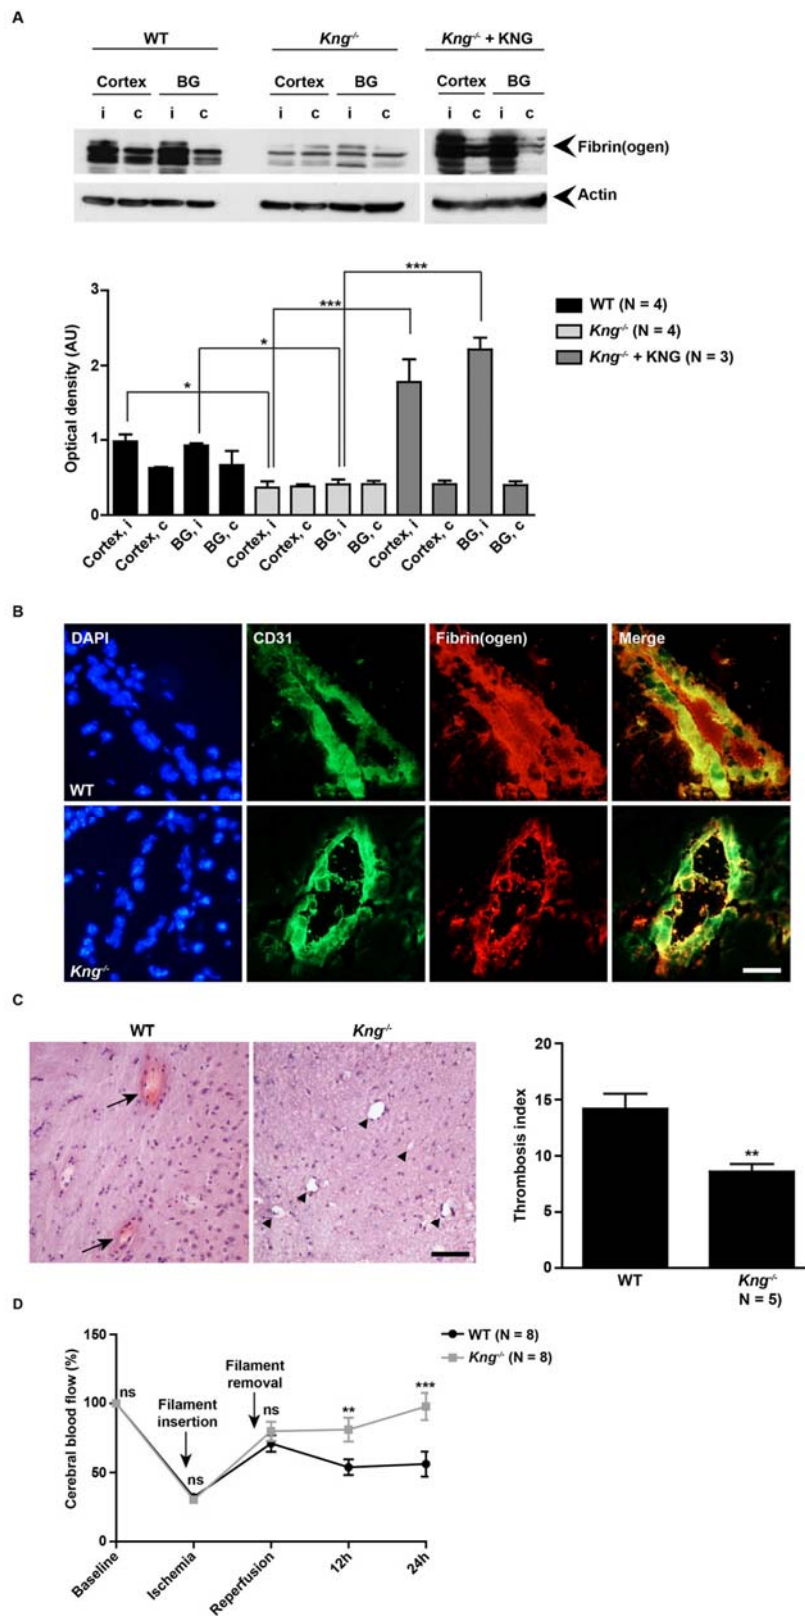 A
WT Kng-/- Kng-/- + KNG
Cortex BG Cortex BG Cortex BG
i c i c i c i c i c i c
Fibrin(ogen)
Actin
Optical density (AU)
3
2
1
0
*
*
***
***
WT (N = 4)
Kng-/- (N = 4)
Kng-/- + KNG (N = 3)
Cortex, i
Cortex, c
BG, i
BG, c
Cortex, i
Cortex, c
BG, i
BG, c
Cortex, i
Cortex, c
BG, i
BG, c
B
DAPI CD31 Fibrin(ogen) Merge
WT
Kng-/-
C
WT Kng-/-
Thrombosis index
20
15
10
5
0
**
WT Kng-/-
N = 5)
D
Cerebral blood flow (%)
150
100
50
0
WT (N = 8)
Kng-/- (N = 8)
ns
Filament
insertion
ns
Filament
removal
ns
**
***
Baseline
Ischemia
Reperfusion
12h
24h